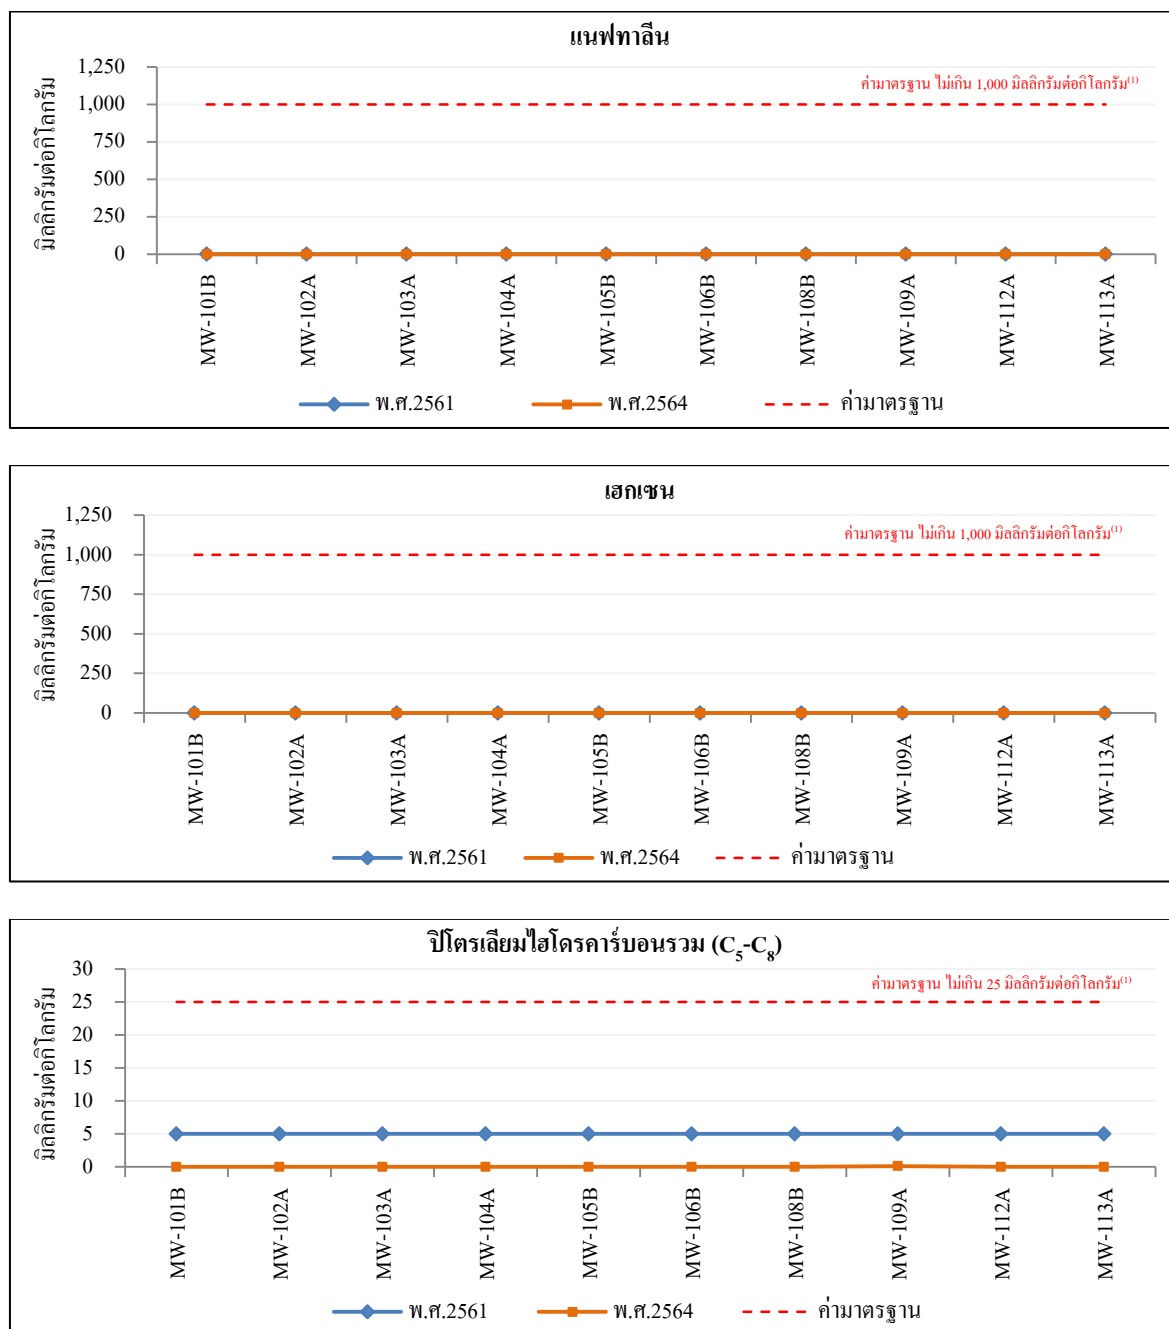 แนฟทาลีน
มิลลิกรัมต่อกิโลกรัม
ค่ามาตรฐาน ไม่เกิน 1,000 มิลลิกรัมต่อกิโลกรัม(1)
1,250
1,000
750
500
250
0
MW-101B
MW-102A
MW-103A
MW-104A
MW-105B
MW-106B
MW-108B
MW-109A
MW-112A
MW-113A
พ.ศ.2561 พ.ศ.2564 ค่ามาตรฐาน
เฮกเซน
มิลลิกรัมต่อกิโลกรัม
ค่ามาตรฐาน ไม่เกิน 1,000 มิลลิกรัมต่อกิโลกรัม(1)
1,250
1,000
750
500
250
0
MW-101B
MW-102A
MW-103A
MW-104A
MW-105B
MW-106B
MW-108B
MW-109A
MW-112A
MW-113A
พ.ศ.2561 พ.ศ.2564 ค่ามาตรฐาน
ปิโตรเลียมไฮโดรคาร์บอนรวม (C5-C8)
มิลลิกรัมต่อกิโลกรัม
ค่ามาตรฐาน ไม่เกิน 25 มิลลิกรัมต่อกิโลกรัม(1)
30
25
20
15
10
5
0
MW-101B
MW-102A
MW-103A
MW-104A
MW-105B
MW-106B
MW-108B
MW-109A
MW-112A
MW-113A
พ.ศ.2561 พ.ศ.2564 ค่ามาตรฐาน